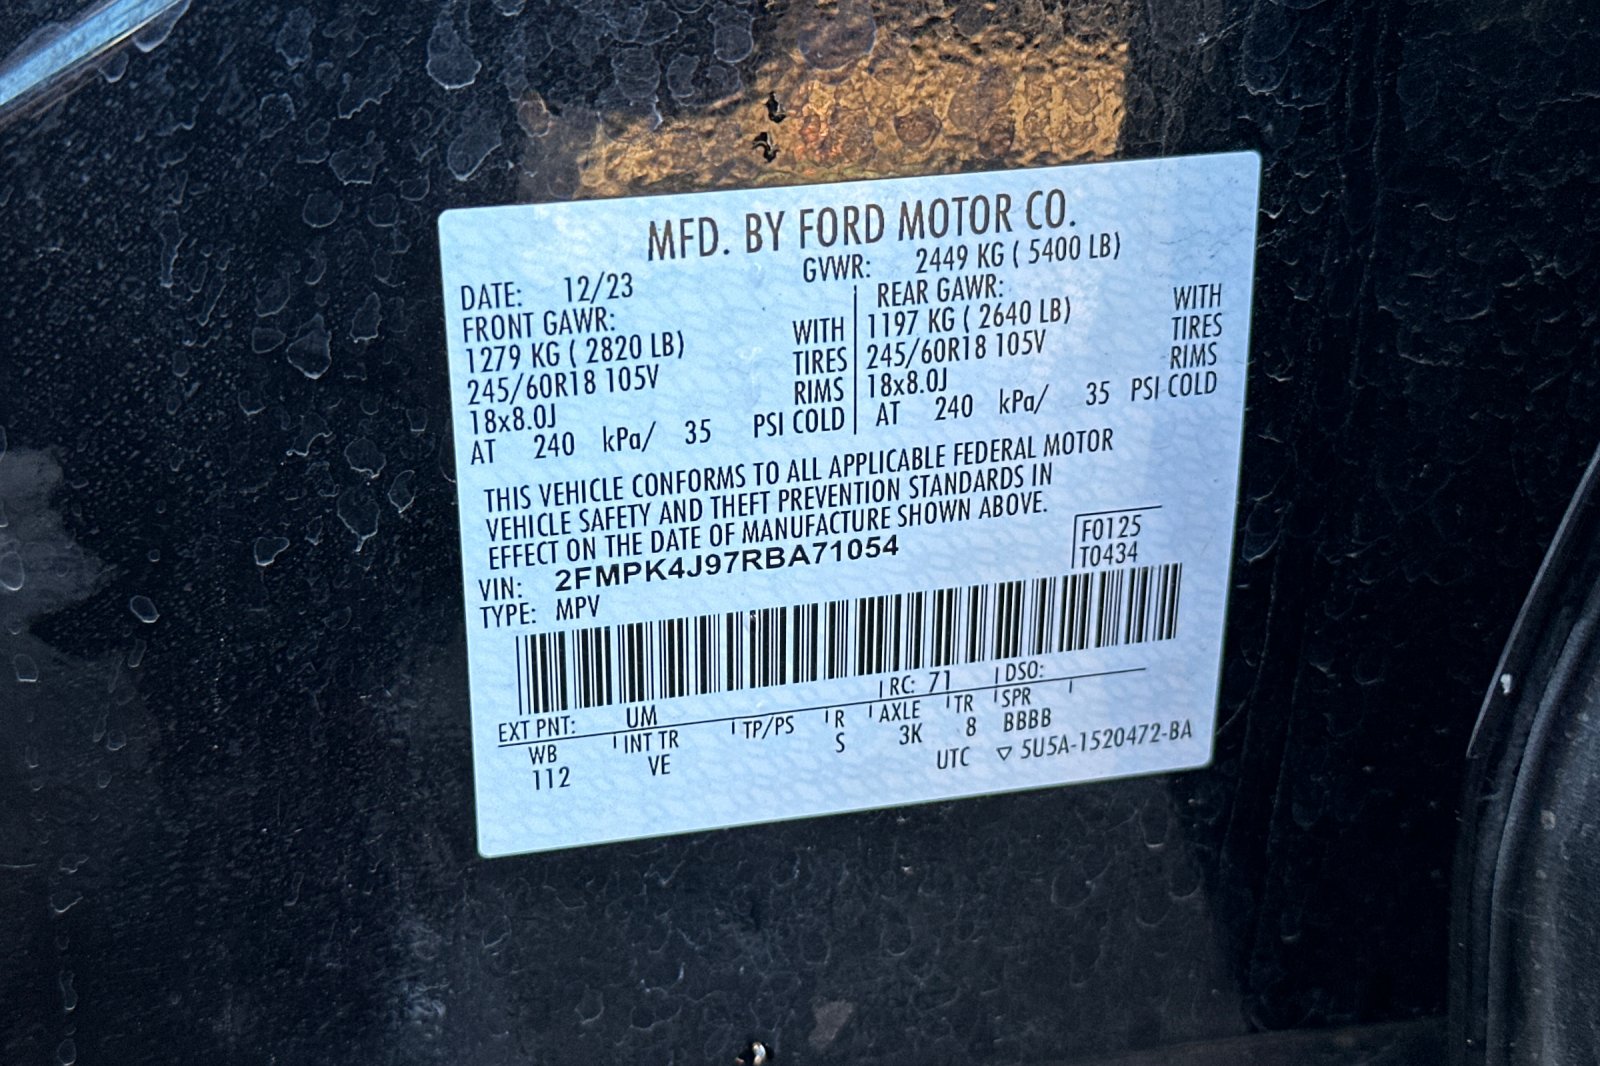 MFD. BY FORD MOTOR CO.
DATE: 12/23 GVWR: 2449 KG ( 5400 LB)
FRONT GAWR: REAR GAWR:
1279 KG ( 2820 LB) WITH 1197 KG ( 2640 LB) WITH
245/60R18 105V TIRES 245/60R18 105V TIRES
18x8.0J RIMS 18x8.0J RIMS
AT 240 kPa/ 35 PSI COLD AT 240 kPa/ 35 PSI COLD
THIS VEHICLE CONFORMS TO ALL APPLICABLE FEDERAL MOTOR
VEHICLE SAFETY AND THEFT PREVENTION STANDARDS IN
EFFECT ON THE DATE OF MANUFACTURE SHOWN ABOVE.
VIN: 2FMPK4J97RBA71054 F0125
TYPE: MPV T0434
EXT PNT: UM RC: 71 DSO:
WB INT TR TP/PS R AXLE TR SPR
112 VE S 3K 8 BBBB
UTC ▽ 5U5A-1520472-BA